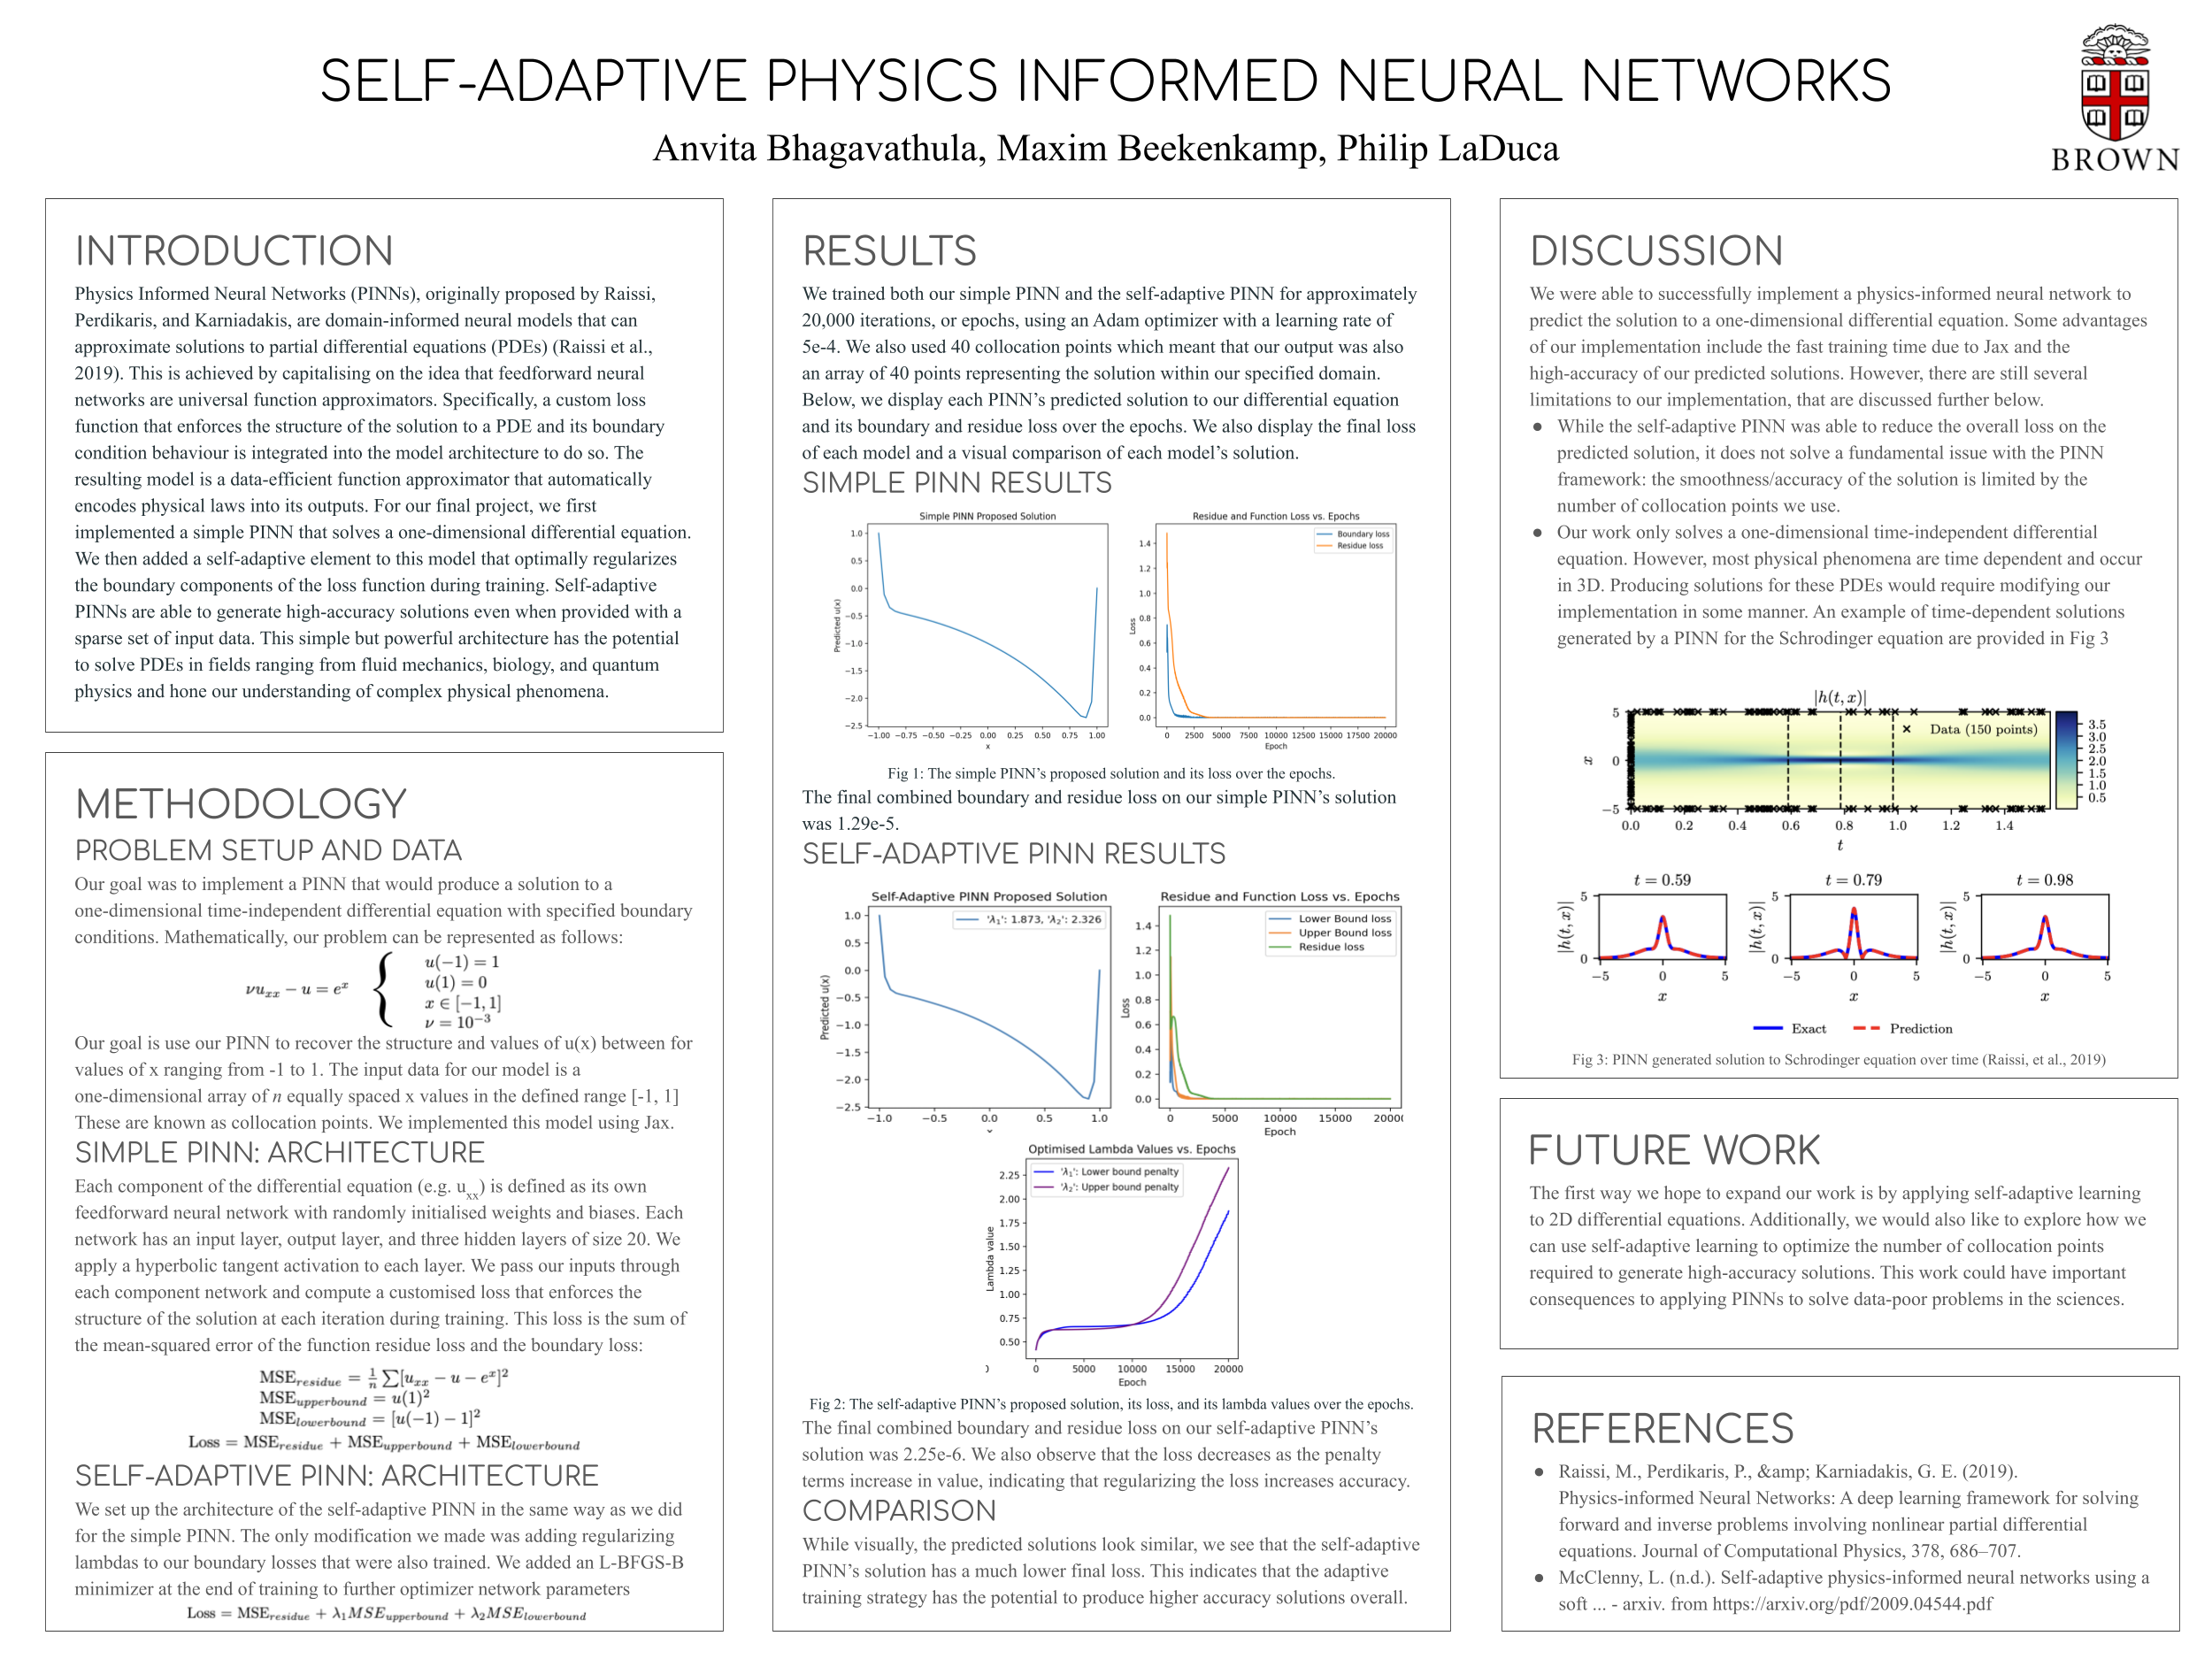 SELF-ADAPTIVE PHYSICS INFORMED NEURAL NETWORKS
Anvita Bhagavathula, Maxim Beekenkamp, Philip LaDuca
BROWN
INTRODUCTION
Physics Informed Neural Networks (PINNs), originally proposed by Raissi,
Perdikaris, and Karniadakis, are domain-informed neural models that can
approximate solutions to partial differential equations (PDEs) (Raissi et al.,
2019). This is achieved by capitalising on the idea that feedforward neural
networks are universal function approximators. Specifically, a custom loss
function that enforces the structure of the solution to a PDE and its boundary
condition behaviour is integrated into the model architecture to do so. The
resulting model is a data-efficient function approximator that automatically
encodes physical laws into its outputs. For our final project, we first
implemented a simple PINN that solves a one-dimensional differential equation.
We then added a self-adaptive element to this model that optimally regularizes
the boundary components of the loss function during training. Self-adaptive
PINNs are able to generate high-accuracy solutions even when provided with a
sparse set of input data. This simple but powerful architecture has the potential
to solve PDEs in fields ranging from fluid mechanics, biology, and quantum
physics and hone our understanding of complex physical phenomena.
METHODOLOGY
PROBLEM SETUP AND DATA
Our goal was to implement a PINN that would produce a solution to a
one-dimensional time-independent differential equation with specified boundary
conditions. Mathematically, our problem can be represented as follows:
νu_xx − u = e^x
u(−1) = 1
u(1) = 0
x ∈ [−1, 1]
ν = 10^−3
Our goal is use our PINN to recover the structure and values of u(x) between for
values of x ranging from -1 to 1. The input data for our model is a
one-dimensional array of n equally spaced x values in the defined range [-1, 1]
These are known as collocation points. We implemented this model using Jax.
SIMPLE PINN: ARCHITECTURE
Each component of the differential equation (e.g. u_xx) is defined as its own
feedforward neural network with randomly initialised weights and biases. Each
network has an input layer, output layer, and three hidden layers of size 20. We
apply a hyperbolic tangent activation to each layer. We pass our inputs through
each component network and compute a customised loss that enforces the
structure of the solution at each iteration during training. This loss is the sum of
the mean-squared error of the function residue loss and the boundary loss:
MSE_residue = 1/n ∑[u_xx − u − e^x]^2
MSE_upperbound = u(1)^2
MSE_lowerbound = [u(−1) − 1]^2
Loss = MSE_residue + MSE_upperbound + MSE_lowerbound
SELF-ADAPTIVE PINN: ARCHITECTURE
We set up the architecture of the self-adaptive PINN in the same way as we did
for the simple PINN. The only modification we made was adding regularizing
lambdas to our boundary losses that were also trained. We added an L-BFGS-B
minimizer at the end of training to further optimizer network parameters
Loss = MSE_residue + λ₁MSE_upperbound + λ₂MSE_lowerbound
RESULTS
We trained both our simple PINN and the self-adaptive PINN for approximately
20,000 iterations, or epochs, using an Adam optimizer with a learning rate of
5e-4. We also used 40 collocation points which meant that our output was also
an array of 40 points representing the solution within our specified domain.
Below, we display each PINN's predicted solution to our differential equation
and its boundary and residue loss over the epochs. We also display the final loss
of each model and a visual comparison of each model's solution.
SIMPLE PINN RESULTS
Simple PINN Proposed Solution
Predicted u(x)
1.0
0.5
0.0
−0.5
−1.0
−1.5
−2.0
−2.5
−1.00 −0.75 −0.50 −0.25 0.00 0.25 0.50 0.75 1.00
x
Residue and Function Loss vs. Epochs
Boundary loss
Residue loss
Loss
1.4
1.2
1.0
0.8
0.6
0.4
0.2
0.0
0 2500 5000 7500 10000 12500 15000 17500 20000
Epoch
Fig 1: The simple PINN's proposed solution and its loss over the epochs.
The final combined boundary and residue loss on our simple PINN's solution
was 1.29e-5.
SELF-ADAPTIVE PINN RESULTS
Self-Adaptive PINN Proposed Solution
'λ₁': 1.873, 'λ₂': 2.326
Predicted u(x)
1.0
0.5
0.0
−0.5
−1.0
−1.5
−2.0
−2.5
−1.0 −0.5 0.0 0.5 1.0
Residue and Function Loss vs. Epochs
Lower Bound loss
Upper Bound loss
Residue loss
Loss
1.4
1.2
1.0
0.8
0.6
0.4
0.2
0.0
0 5000 10000 15000 2000
Epoch
Optimised Lambda Values vs. Epochs
'λ₁': Lower bound penalty
'λ₂': Upper bound penalty
Lambda value
2.25
2.00
1.75
1.50
1.25
1.00
0.75
0.50
0 5000 10000 15000 20000
Epoch
Fig 2: The self-adaptive PINN's proposed solution, its loss, and its lambda values over the epochs.
The final combined boundary and residue loss on our self-adaptive PINN's
solution was 2.25e-6. We also observe that the loss decreases as the penalty
terms increase in value, indicating that regularizing the loss increases accuracy.
COMPARISON
While visually, the predicted solutions look similar, we see that the self-adaptive
PINN's solution has a much lower final loss. This indicates that the adaptive
training strategy has the potential to produce higher accuracy solutions overall.
DISCUSSION
We were able to successfully implement a physics-informed neural network to
predict the solution to a one-dimensional differential equation. Some advantages
of our implementation include the fast training time due to Jax and the
high-accuracy of our predicted solutions. However, there are still several
limitations to our implementation, that are discussed further below.
● While the self-adaptive PINN was able to reduce the overall loss on the
predicted solution, it does not solve a fundamental issue with the PINN
framework: the smoothness/accuracy of the solution is limited by the
number of collocation points we use.
● Our work only solves a one-dimensional time-independent differential
equation. However, most physical phenomena are time dependent and occur
in 3D. Producing solutions for these PDEs would require modifying our
implementation in some manner. An example of time-dependent solutions
generated by a PINN for the Schrodinger equation are provided in Fig 3
|h(t, x)|
Data (150 points)
x
5
0
−5
0.0 0.2 0.4 0.6 0.8 1.0 1.2 1.4
t
3.5
3.0
2.5
2.0
1.5
1.0
0.5
t = 0.59
|h(t, x)|
5
0
−5 0 5
x
t = 0.79
|h(t, x)|
5
0
−5 0 5
x
t = 0.98
|h(t, x)|
5
0
−5 0 5
x
Exact Prediction
Fig 3: PINN generated solution to Schrodinger equation over time (Raissi, et al., 2019)
FUTURE WORK
The first way we hope to expand our work is by applying self-adaptive learning
to 2D differential equations. Additionally, we would also like to explore how we
can use self-adaptive learning to optimize the number of collocation points
required to generate high-accuracy solutions. This work could have important
consequences to applying PINNs to solve data-poor problems in the sciences.
REFERENCES
● Raissi, M., Perdikaris, P., &amp;amp; Karniadakis, G. E. (2019).
Physics-informed Neural Networks: A deep learning framework for solving
forward and inverse problems involving nonlinear partial differential
equations. Journal of Computational Physics, 378, 686–707.
● McClenny, L. (n.d.). Self-adaptive physics-informed neural networks using a
soft ... - arxiv. from https://arxiv.org/pdf/2009.04544.pdf